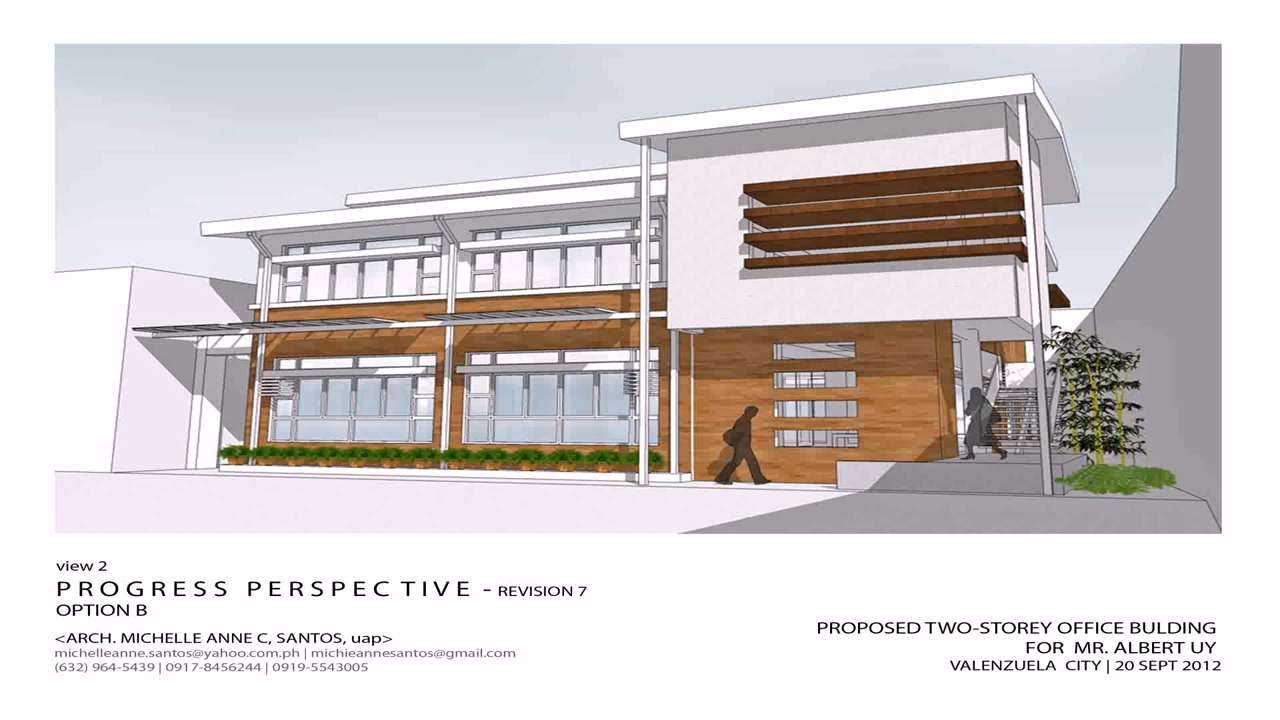 view 2
PROGRESS PERSPECTIVE - REVISION 7
OPTION B
<ARCH. MICHELLE ANNE C, SANTOS, uap>
michelleanne.santos@yahoo.com.ph | michieannesantos@gmail.com
(632) 964-5439 | 0917-8456244 | 0919-5543005
PROPOSED TWO-STOREY OFFICE BULDING
FOR MR. ALBERT UY
VALENZUELA CITY | 20 SEPT 2012